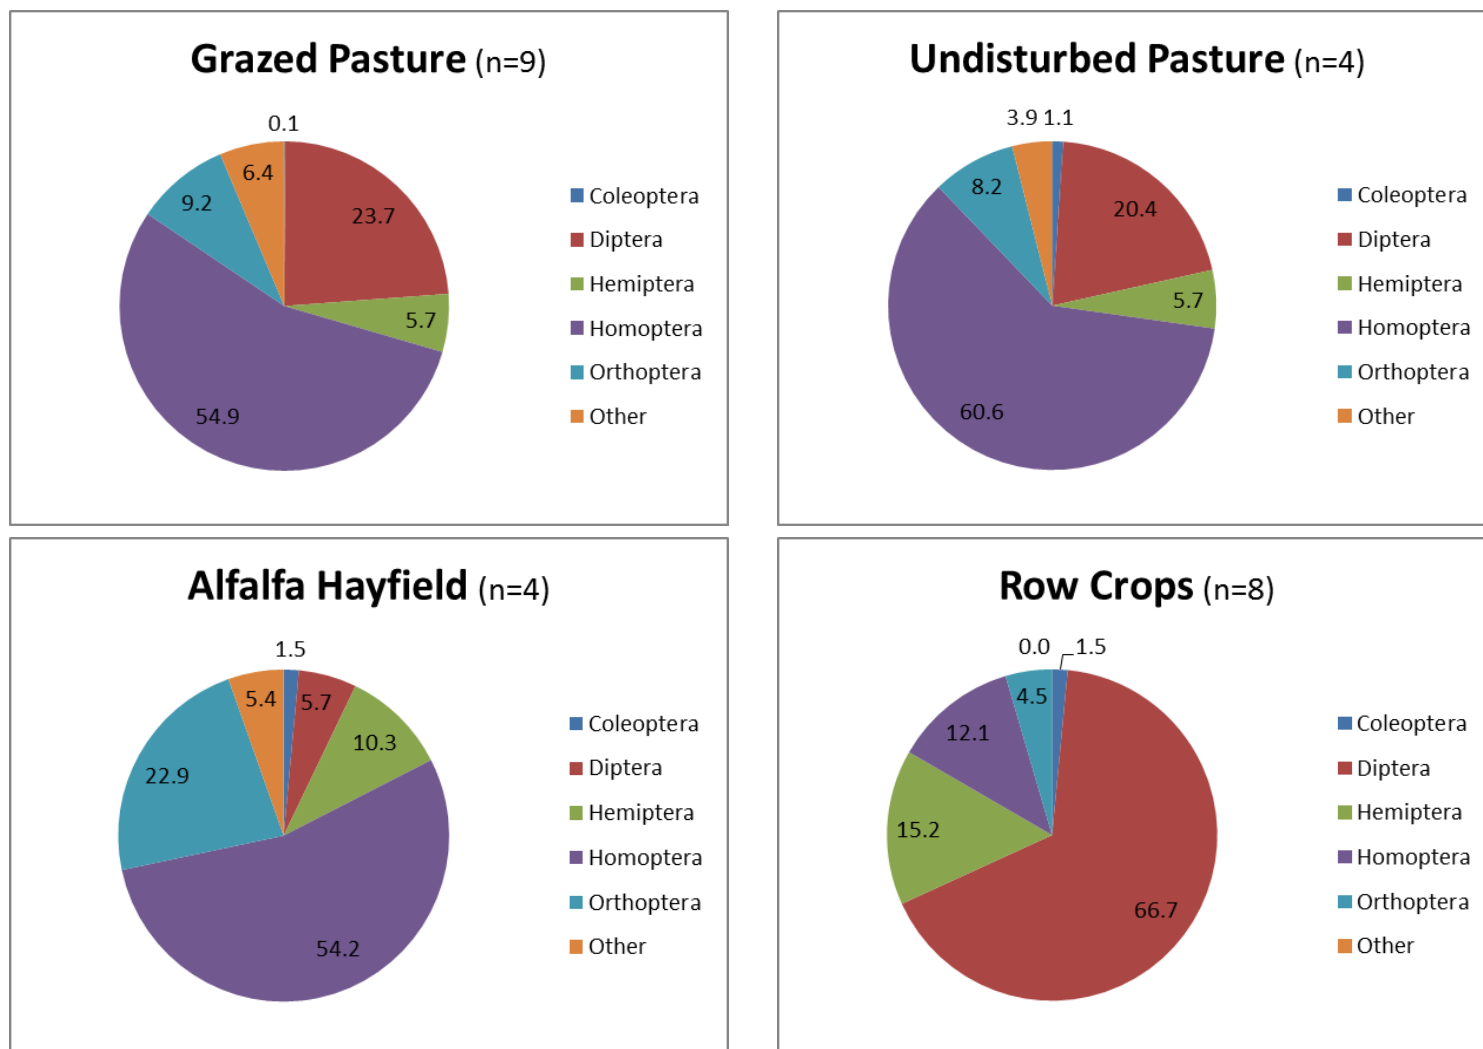 Grazed Pasture (n=9)
0.1
6.4
9.2
23.7
5.7
54.9
Coleoptera
Diptera
Hemiptera
Homoptera
Orthoptera
Other
Undisturbed Pasture (n=4)
3.9 1.1
8.2
20.4
5.7
60.6
Coleoptera
Diptera
Hemiptera
Homoptera
Orthoptera
Other
Alfalfa Hayfield (n=4)
1.5
5.4
5.7
10.3
22.9
54.2
Coleoptera
Diptera
Hemiptera
Homoptera
Orthoptera
Other
Row Crops (n=8)
0.0 1.5
4.5
12.1
15.2
66.7
Coleoptera
Diptera
Hemiptera
Homoptera
Orthoptera
Other